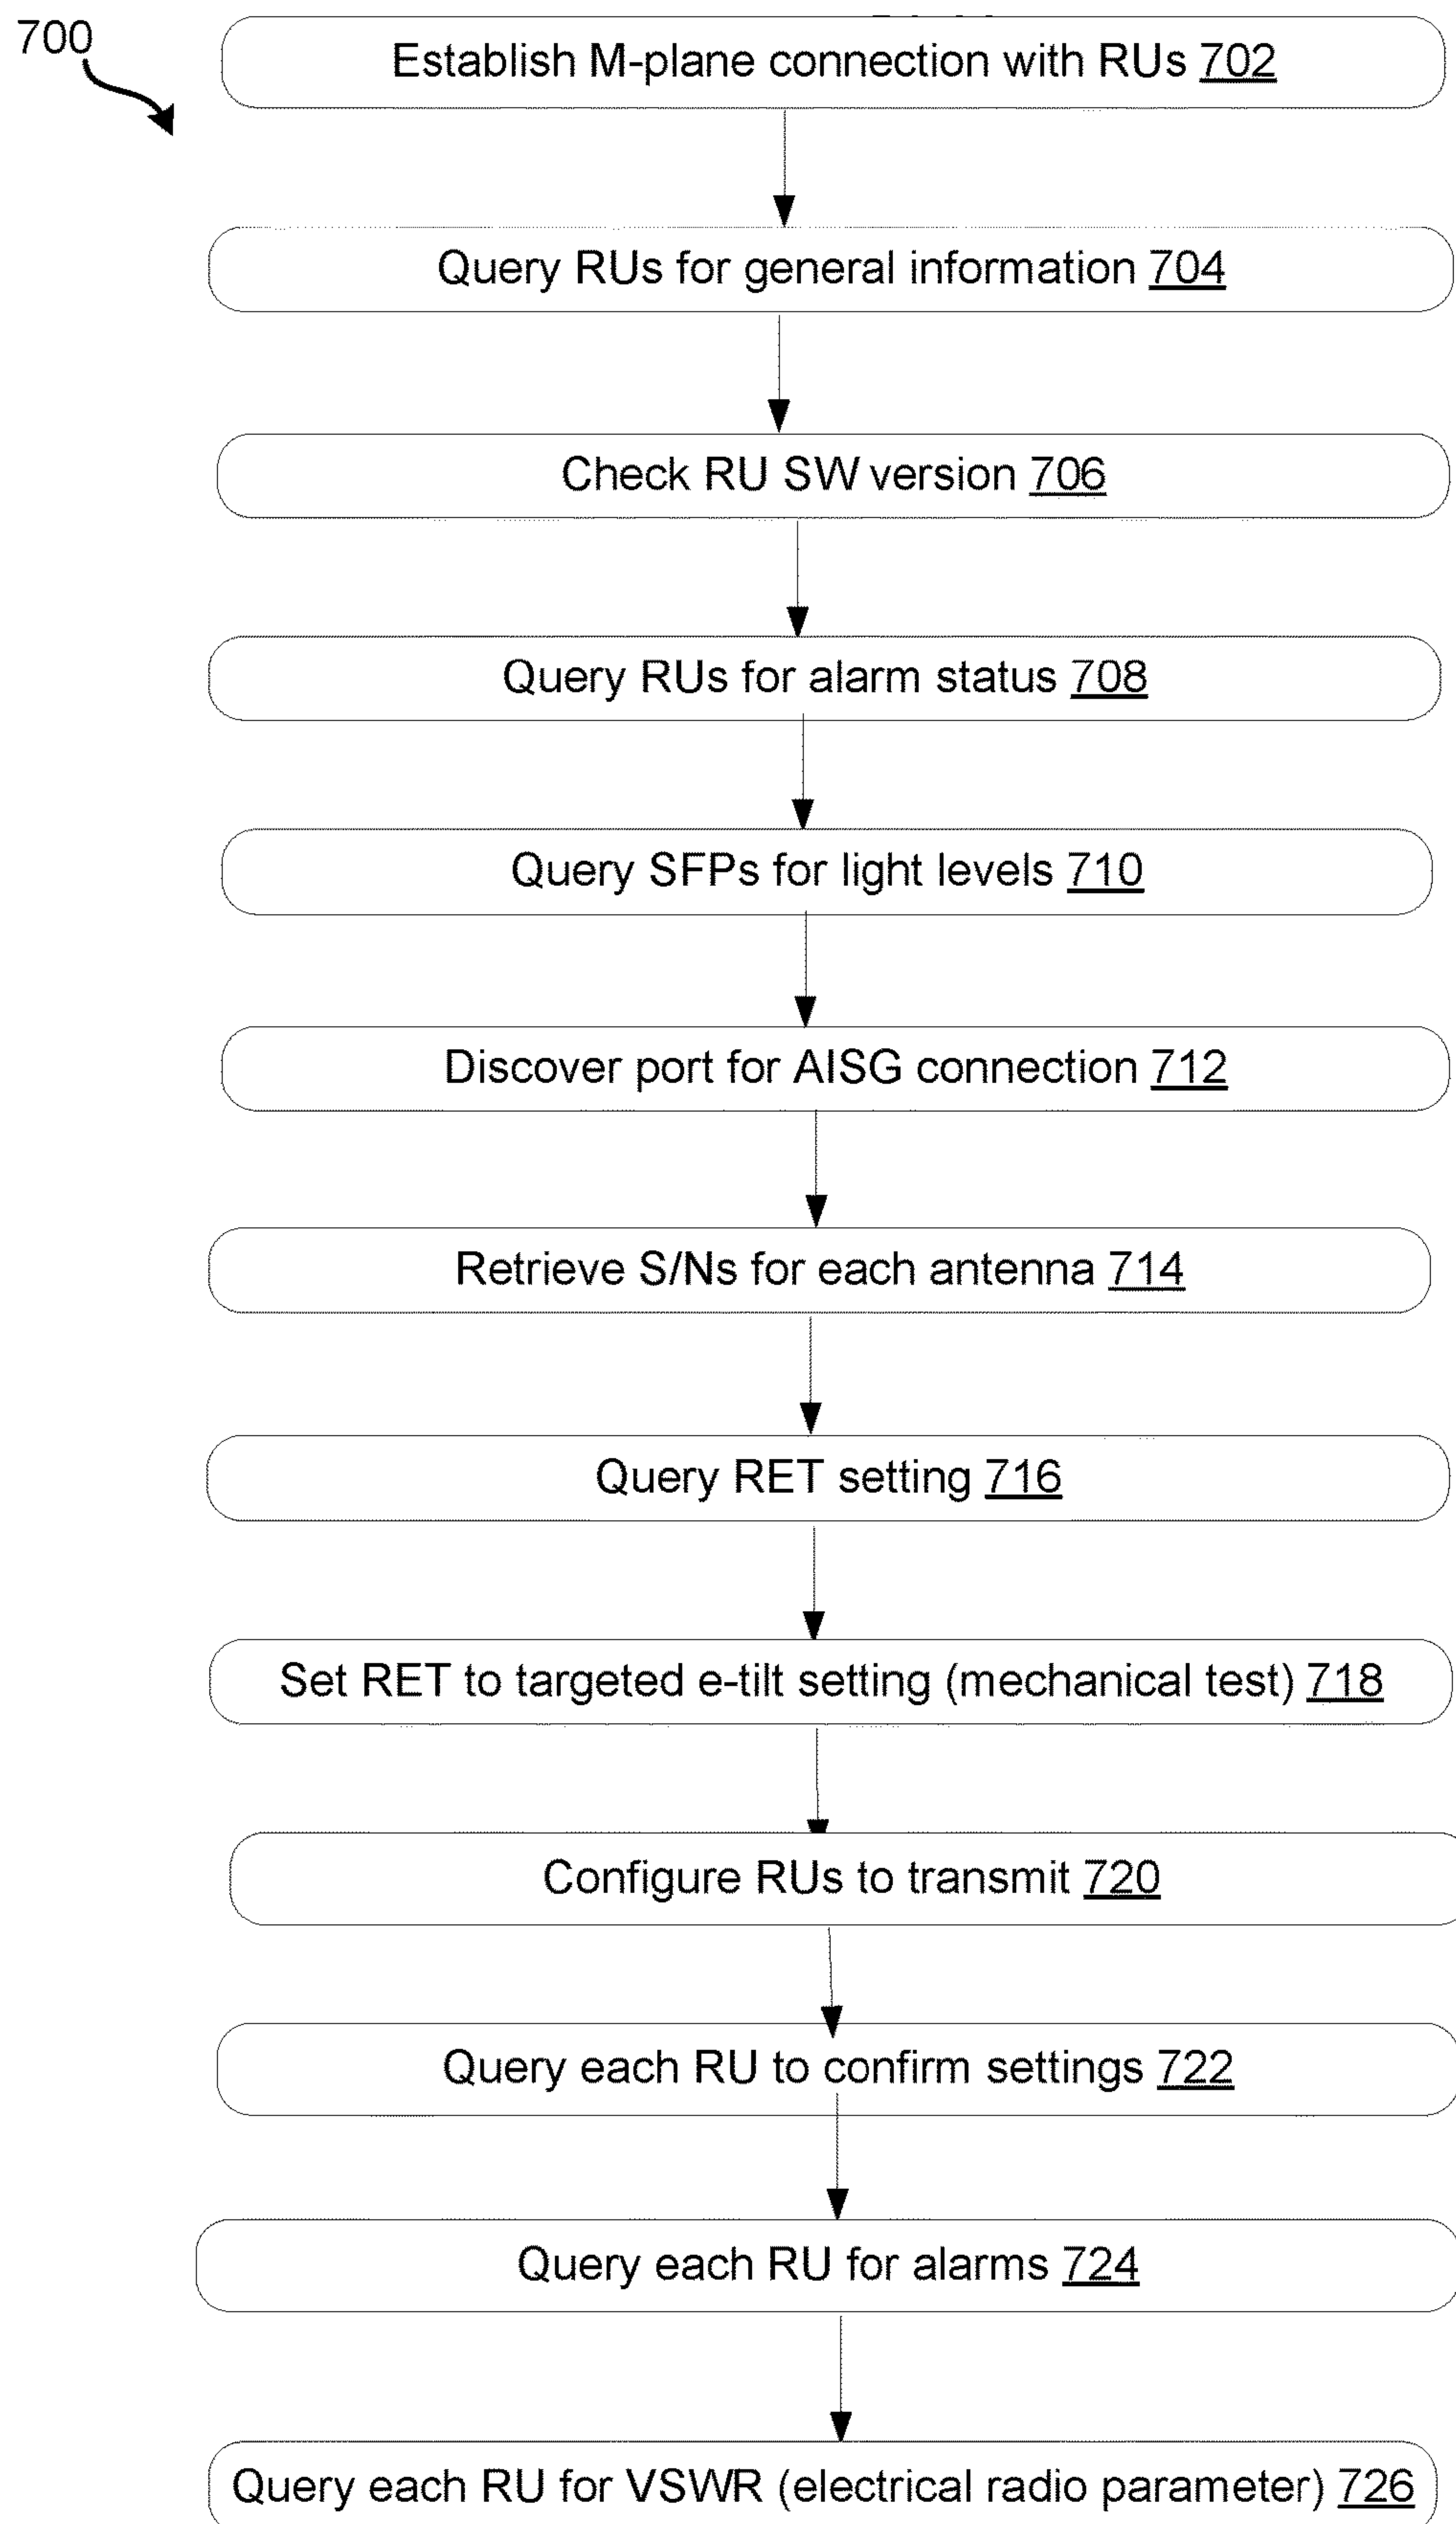 700
Establish M-plane connection with RUs 702
Query RUs for general information 704
Check RU SW version 706
Query RUs for alarm status 708
Query SFPs for light levels 710
Discover port for AISG connection 712
Retrieve S/Ns for each antenna 714
Query RET setting 716
Set RET to targeted e-tilt setting (mechanical test) 718
Configure RUs to transmit 720
Query each RU to confirm settings 722
Query each RU for alarms 724
Query each RU for VSWR (electrical radio parameter) 726